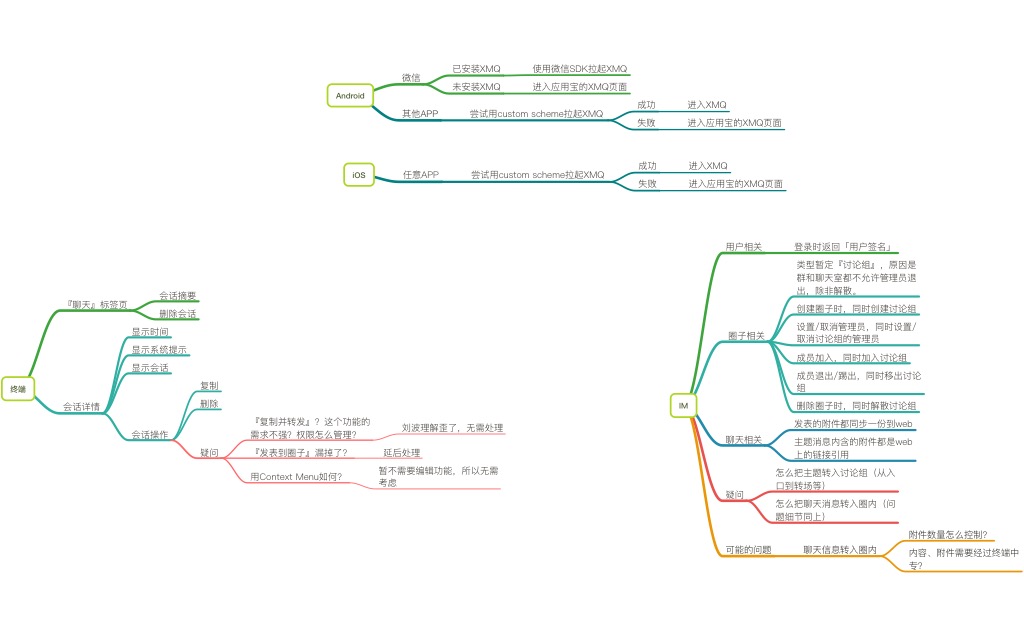 Android
微信
已安装XMQ
使用微信SDK拉起XMQ
未安装XMQ
进入应用宝的XMQ页面
其他APP
尝试用custom scheme拉起XMQ
成功
进入XMQ
失败
进入应用宝的XMQ页面
iOS
任意APP
尝试用custom scheme拉起XMQ
成功
进入XMQ
失败
进入应用宝的XMQ页面
终端
『聊天』标签页
会话摘要
删除会话
会话详情
显示时间
显示系统提示
显示会话
会话操作
复制
删除
疑问
『复制并转发』？这个功能的
需求不强？权限怎么管理？
刘波理解歪了，无需处理
『发表到圈子』漏掉了？
延后处理
用Context Menu如何？
暂不需要编辑功能，所以无需
考虑
IM
用户相关
登录时返回「用户签名」
圈子相关
类型暂定『讨论组』，原因是
群和聊天室都不允许管理员退
出，除非解散。
创建圈子时，同时创建讨论组
设置/取消管理员，同时设置/
取消讨论组的管理员
成员加入，同时加入讨论组
成员退出/踢出，同时移出讨论
组
删除圈子时，同时解散讨论组
聊天相关
发表的附件都同步一份到web
主题消息内含的附件都是web
上的链接引用
疑问
怎么把主题转入讨论组（从入
口到转场等）
怎么把聊天消息转入圈内（问
题细节同上）
可能的问题
聊天信息转入圈内
附件数量怎么控制？
内容、附件需要经过终端中
专？